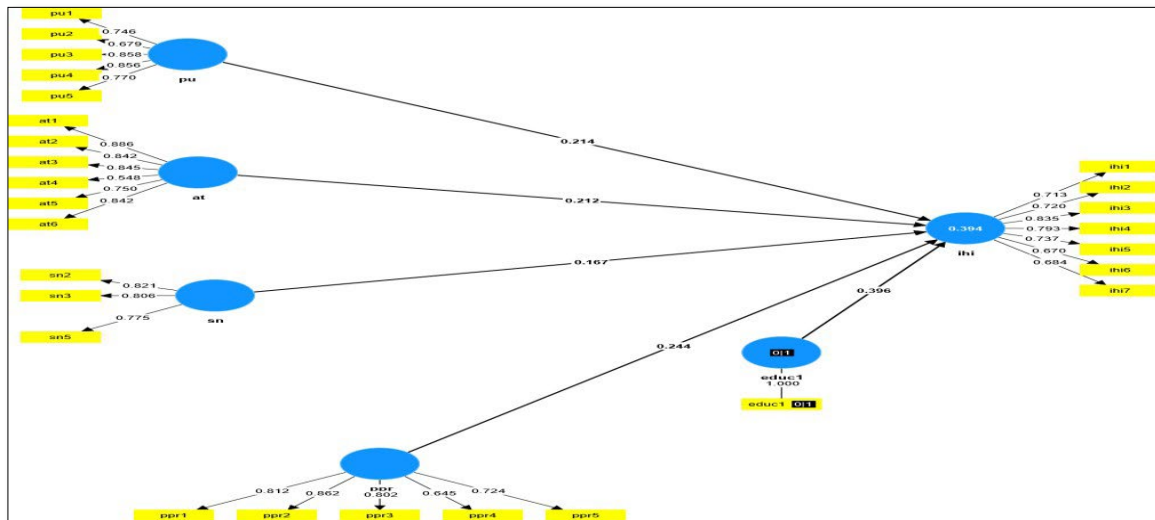 pu1
pu2
pu3
pu4
pu5
0.746
0.679
0.858
0.856
0.770
pu
at1
at2
at3
at4
at5
at6
0.886
0.842
0.845
0.548
0.750
0.842
at
sn2
sn3
sn5
0.821
0.806
0.775
sn
0.214
0.212
0.167
0.244
0.396
0.394
ihi
ihi1
ihi2
ihi3
ihi4
ihi5
ihi6
ihi7
0.713
0.720
0.835
0.793
0.737
0.670
0.684
0|1
educ1
1.000
educ1 0|1
ppr
0.812
0.862
0.802
0.645
0.724
ppr1
ppr2
ppr3
ppr4
ppr5